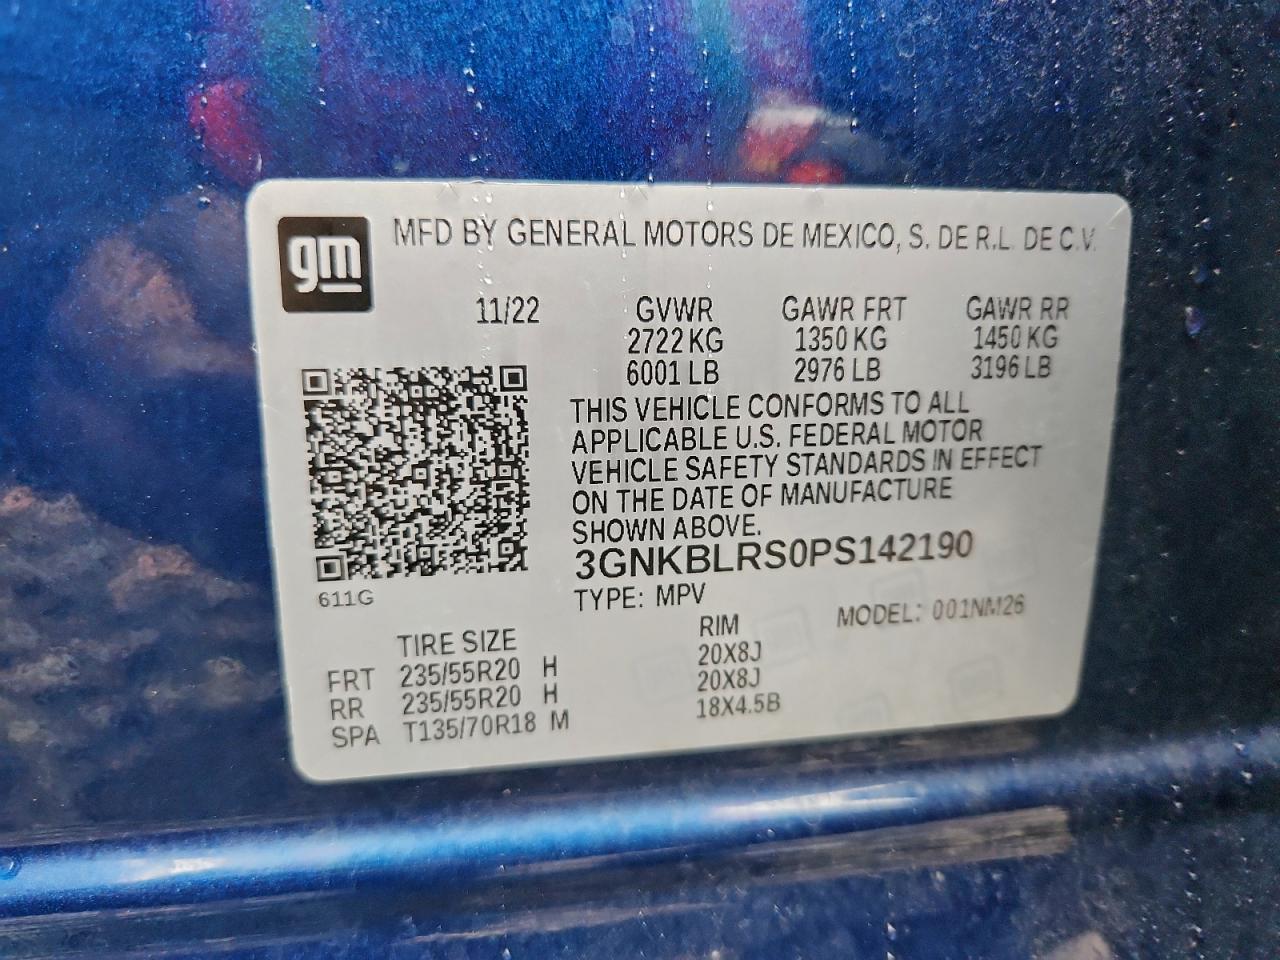 gm
MFD BY GENERAL MOTORS DE MEXICO, S. DE R.L. DE C.V.
11/22 GVWR GAWR FRT GAWR RR
2722 KG 1350 KG 1450 KG
6001 LB 2976 LB 3196 LB
THIS VEHICLE CONFORMS TO ALL
APPLICABLE U.S. FEDERAL MOTOR
VEHICLE SAFETY STANDARDS IN EFFECT
ON THE DATE OF MANUFACTURE
SHOWN ABOVE.
3GNKBLRS0PS142190
611G
TYPE: MPV MODEL: 001NM26
TIRE SIZE RIM
FRT 235/55R20 H 20X8J
RR 235/55R20 H 20X8J
SPA T135/70R18 M 18X4.5B